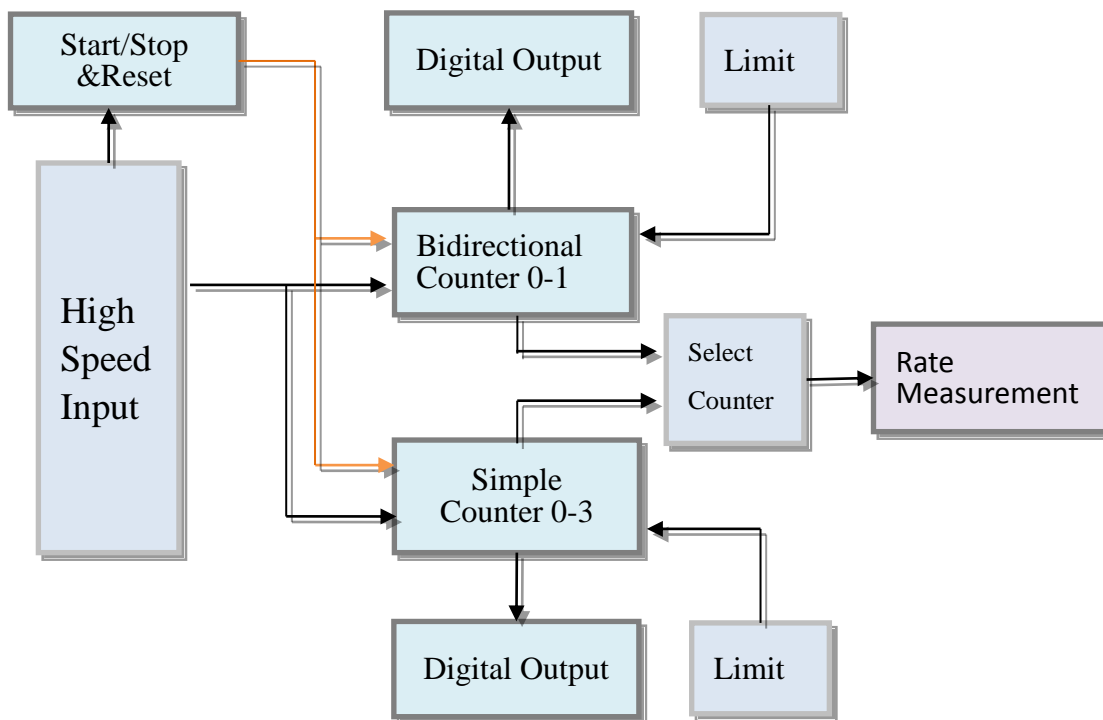 Start/Stop
&Reset
Digital Output
Limit
High
Speed
Input
Bidirectional
Counter 0-1
Select
Counter
Rate
Measurement
Simple
Counter 0-3
Digital Output
Limit